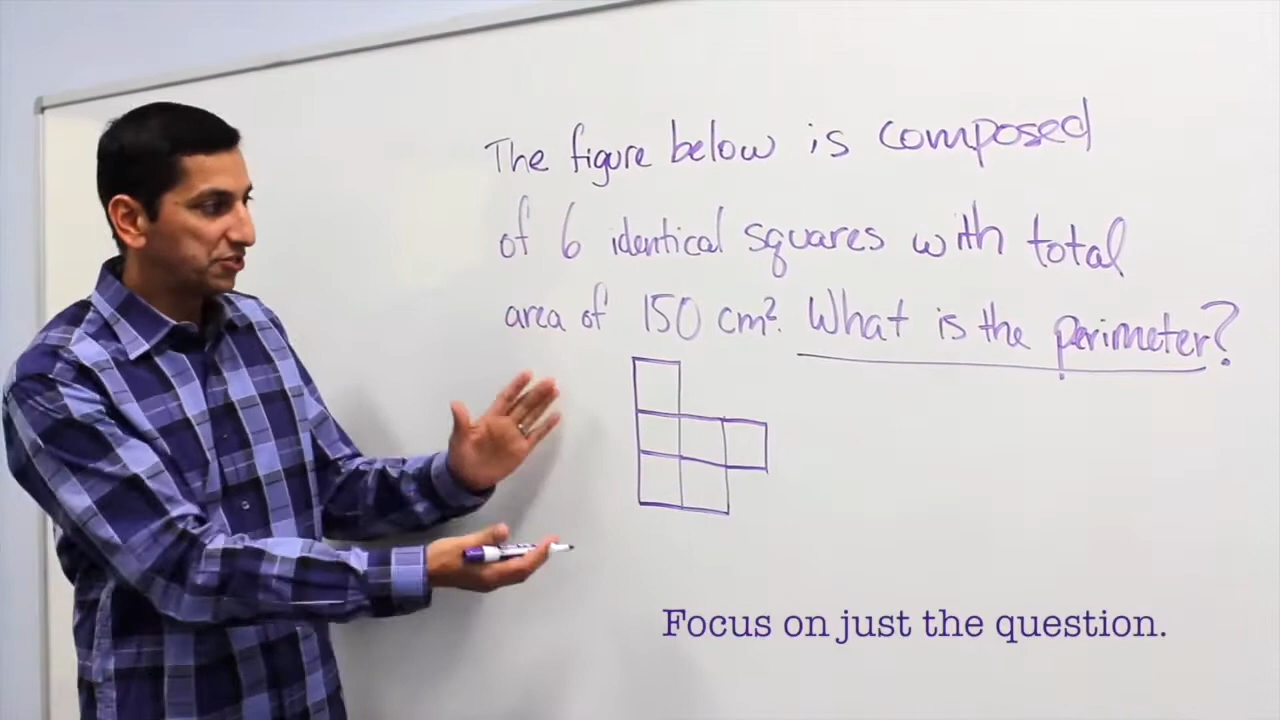 The figure below is composed
of 6 identical squares with total
area of 150 cm². What is the perimeter?
Focus on just the question.